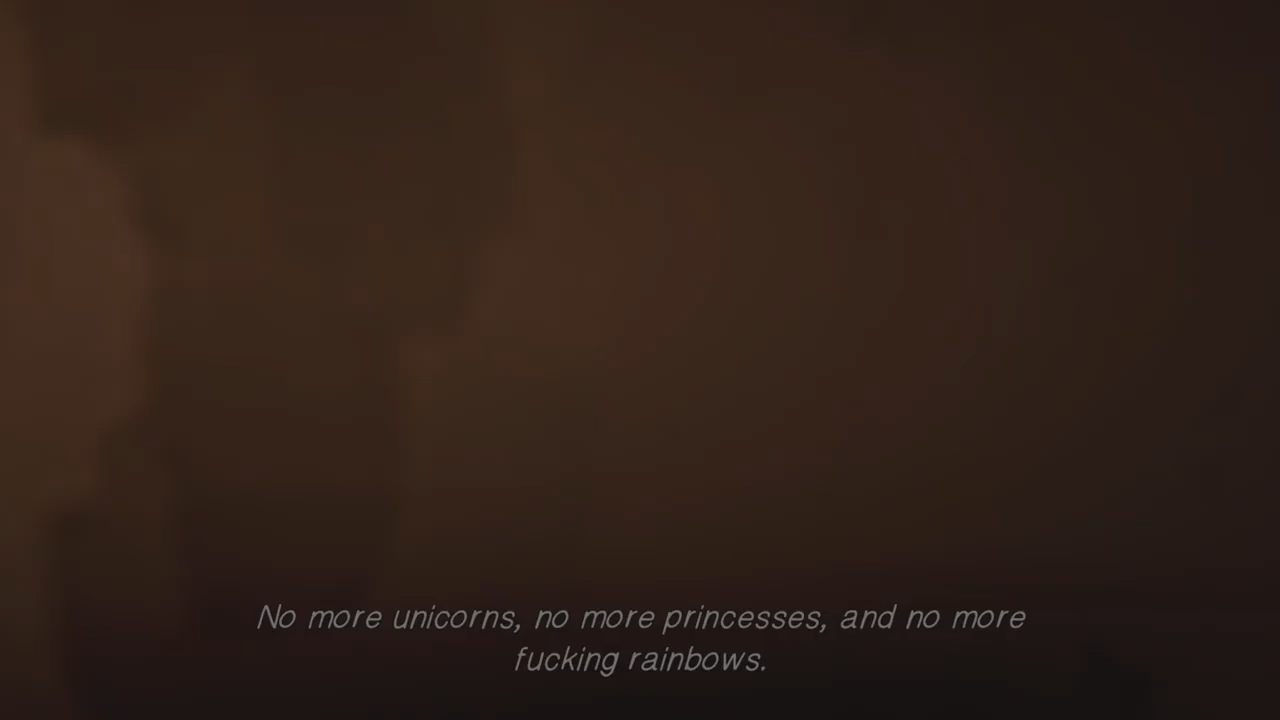 No more unicorns, no more princesses, and no more
fucking rainbows.